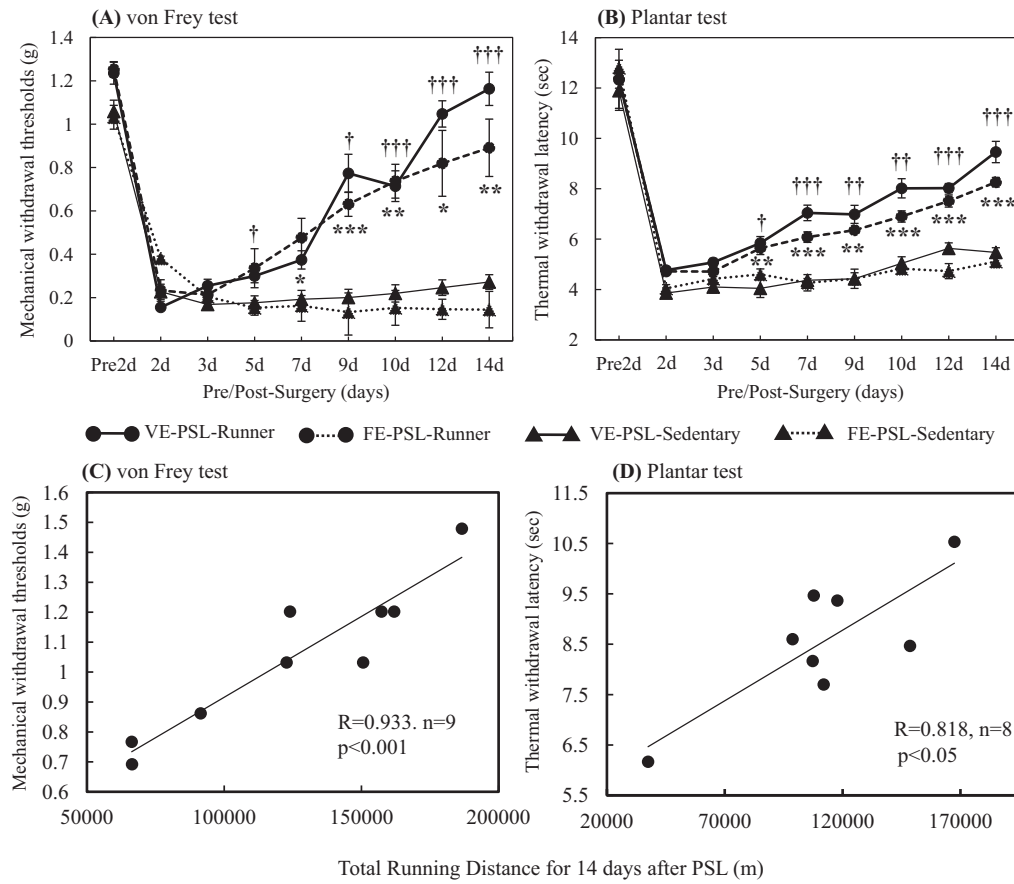 (A) von Frey test
Mechanical withdrawal thresholds (g)
1.4
1.2
1
0.8
0.6
0.4
0.2
0
† ††† ††† ††† †
* *** ** * **
Pre2d 2d 3d 5d 7d 9d 10d 12d 14d
Pre/Post-Surgery (days)
(B) Plantar test
Thermal withdrawal latency (sec)
14
12
10
8
6
4
2
† ††† †† †† ††† †††
** *** ** *** *** ***
Pre2d 2d 3d 5d 7d 9d 10d 12d 14d
Pre/Post-Surgery (days)
VE-PSL-Runner FE-PSL-Runner VE-PSL-Sedentary FE-PSL-Sedentary
(C) von Frey test
Mechanical withdrawal thresholds (g)
1.6
1.5
1.4
1.3
1.2
1.1
1
0.9
0.8
0.7
0.6
R=0.933. n=9
p<0.001
50000 100000 150000 200000
(D) Plantar test
Thermal withdrawal latency (sec)
11.5
10.5
9.5
8.5
7.5
6.5
5.5
R=0.818, n=8
p<0.05
20000 70000 120000 170000
Total Running Distance for 14 days after PSL (m)